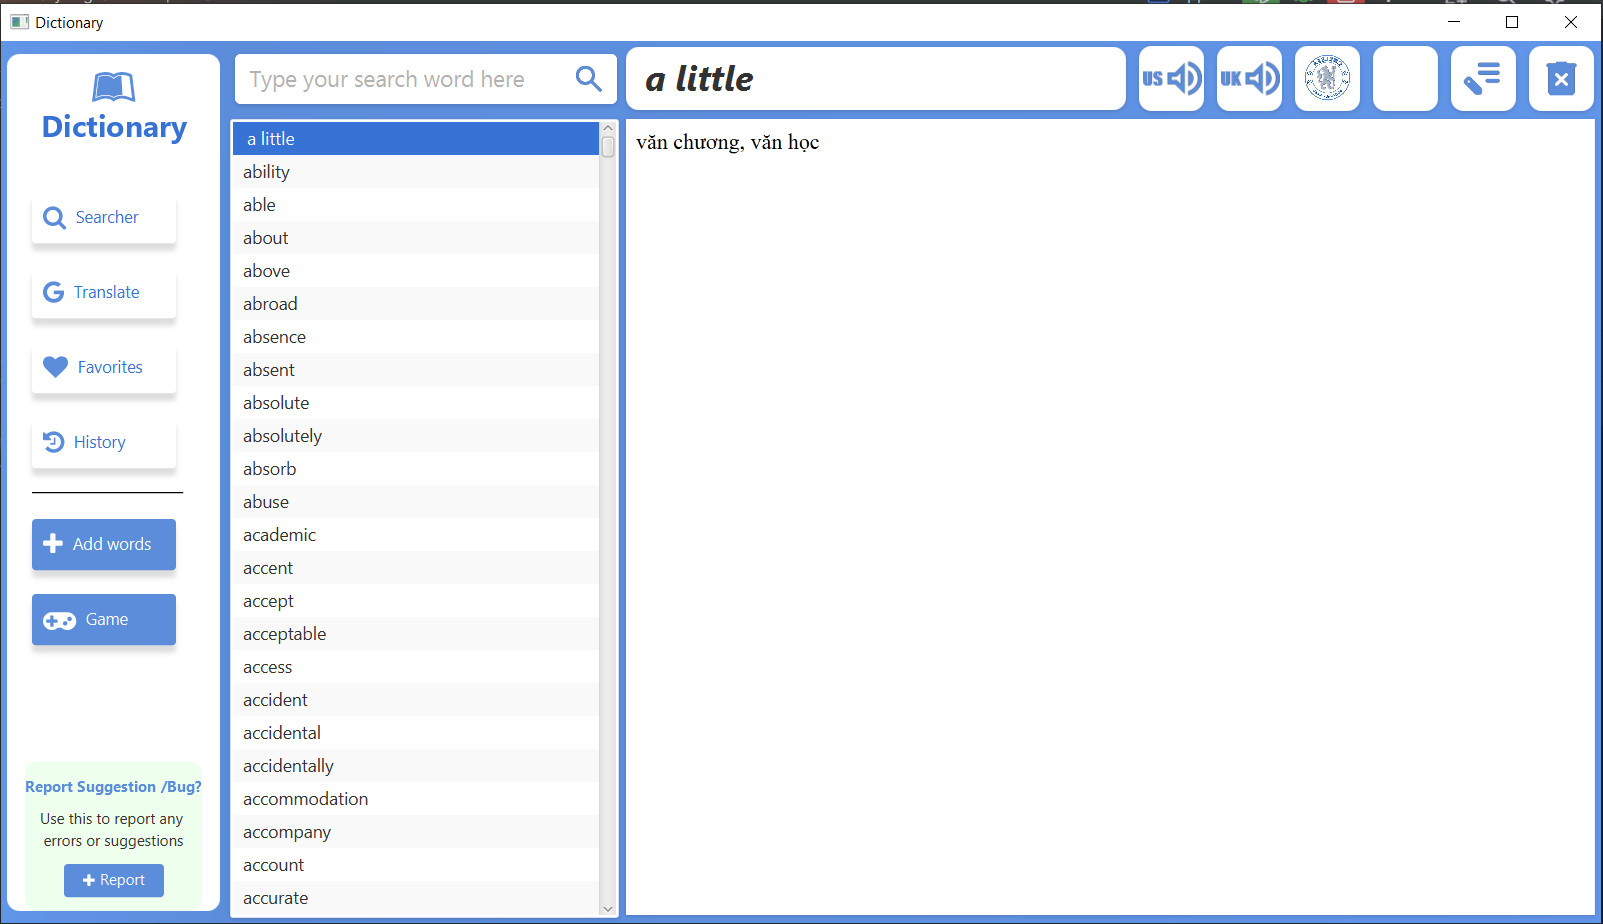 Dictionary
Dictionary
Searcher
Translate
Favorites
History
Add words
Game
Report Suggestion /Bug?
Use this to report any
errors or suggestions
Report
Type your search word here
a little
ability
able
about
above
abroad
absence
absent
absolute
absolutely
absorb
abuse
academic
accent
accept
acceptable
access
accident
accidental
accidentally
accommodation
accompany
account
accurate
a little
US
UK
văn chương, văn học